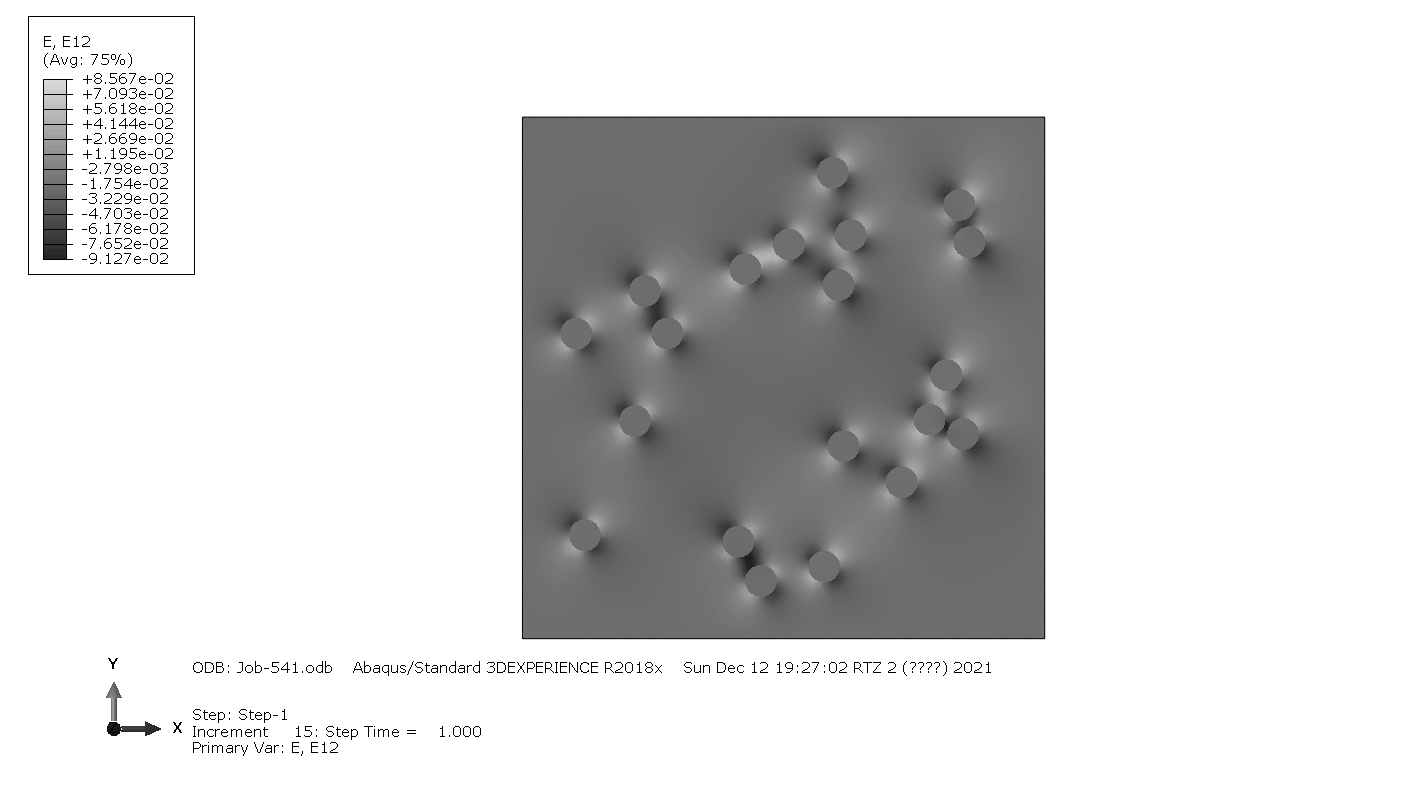 E, E12
(Avg: 75%)
+8.567e-02
+7.093e-02
+5.618e-02
+4.144e-02
+2.669e-02
+1.195e-02
-2.798e-03
-1.754e-02
-3.229e-02
-4.703e-02
-6.178e-02
-7.652e-02
-9.127e-02
Y
X
ODB: Job-541.odb Abaqus/Standard 3DEXPERIENCE R2018x Sun Dec 12 19:27:02 RTZ 2 (????) 2021
Step: Step-1
Increment 15: Step Time = 1.000
Primary Var: E, E12